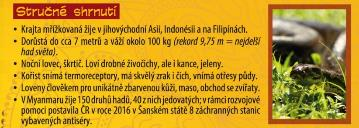 Stručné shrnutí
• Krajta mřížkovaná žije v jihovýchodní Asii, Indonésii a na Filipínách.
• Dorůstá do cca 7 metrů a váží okolo 100 kg (rekord 9,75 m = nejdelší
had světa).
• Noční lovec, škrtič. Loví drobné živočichy, ale i kance, jeleny.
• Kořist snímá termoreceptory, má skvělý zrak i čich, vnímá otřesy půdy.
• Loveny člověkem pro unikátně zbarvenou kůži, maso, obchod se zvířaty.
• V Myanmaru žije 150 druhů hadů, 40 z nich jedovatých; v rámci rozvojové
pomoci postavila ČR v roce 2016 v Šanském státě 8 záchranných stanic
vybavených antiséry.